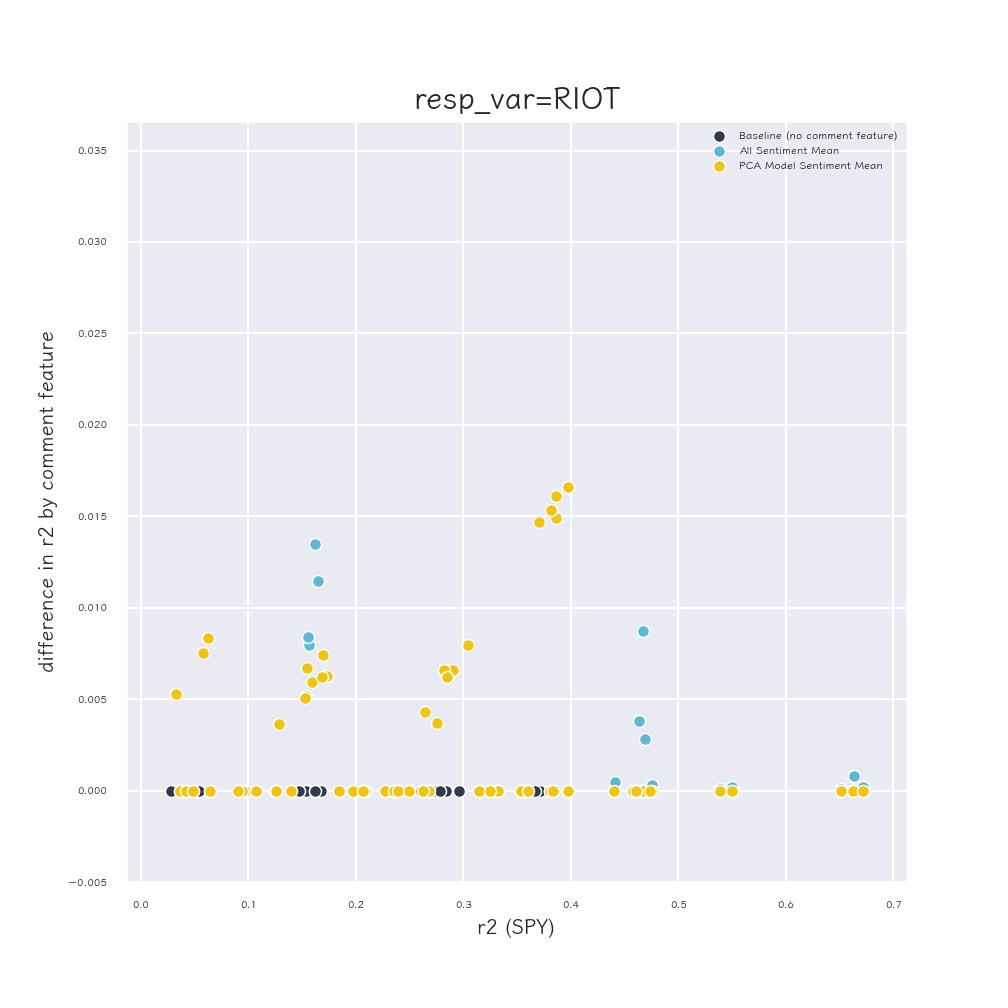 resp_var=RIOT
Baseline (no comment feature)
All Sentiment Mean
PCA Model Sentiment Mean
difference in r2 by comment feature
0.035
0.030
0.025
0.020
0.015
0.010
0.005
0.000
−0.005
0.0 0.1 0.2 0.3 0.4 0.5 0.6 0.7
r2 (SPY)